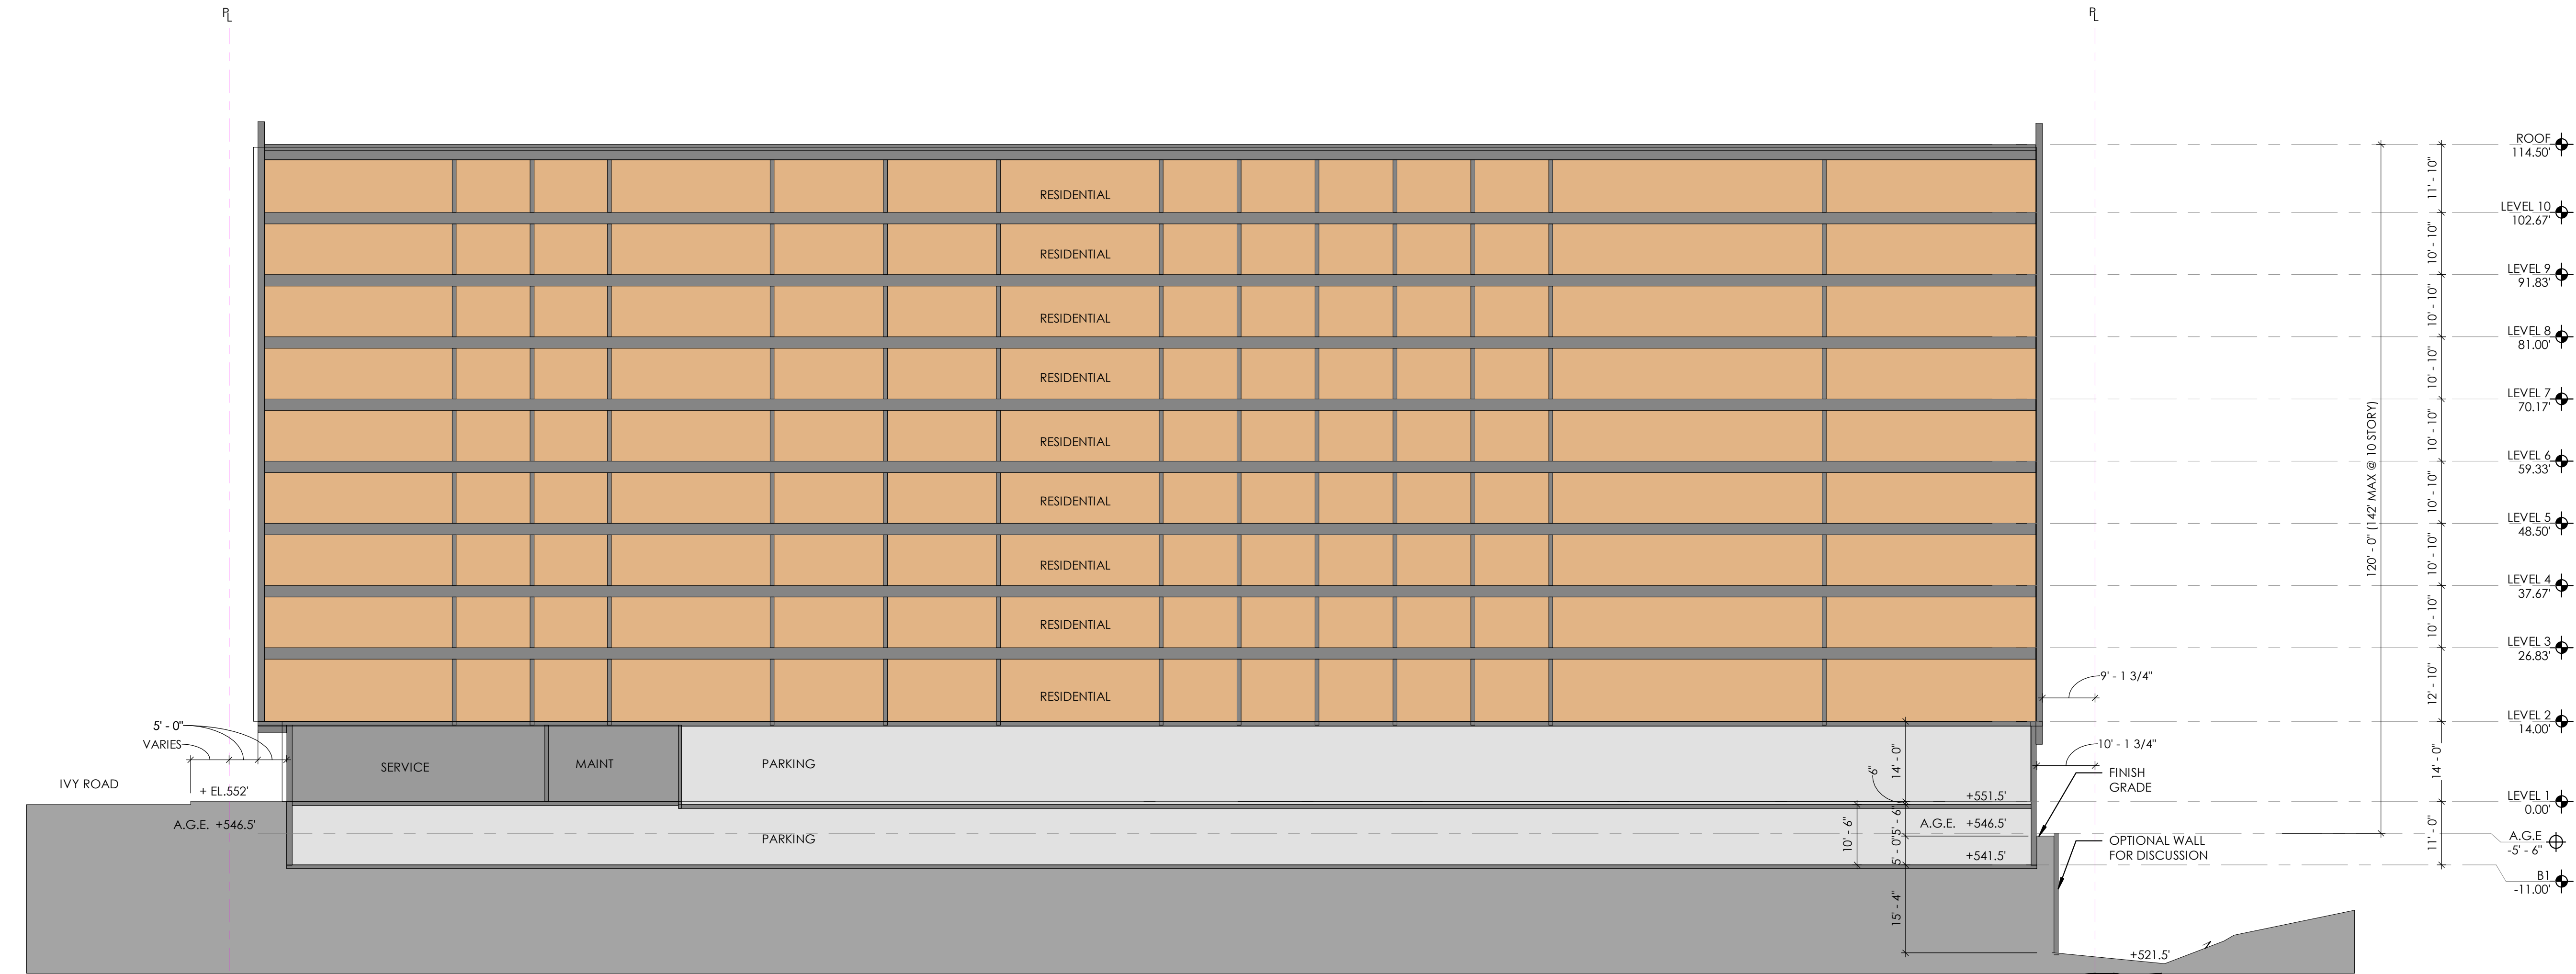 PL
PL
ROOF
114.50'
11' - 10"
RESIDENTIAL
LEVEL 10
102.67'
10' - 10"
RESIDENTIAL
LEVEL 9
91.83'
10' - 10"
RESIDENTIAL
LEVEL 8
81.00'
10' - 10"
RESIDENTIAL
LEVEL 7
70.17'
120' - 0" (142' MAX @ 10 STORY)
10' - 10"
RESIDENTIAL
LEVEL 6
59.33'
10' - 10"
RESIDENTIAL
LEVEL 5
48.50'
10' - 10"
RESIDENTIAL
LEVEL 4
37.67'
10' - 10"
RESIDENTIAL
LEVEL 3
26.83'
12' - 10"
RESIDENTIAL
9' - 1 3/4"
LEVEL 2
14.00'
5' - 0"
VARIES
10' - 1 3/4"
14' - 0"
14' - 0"
6"
SERVICE
MAINT
PARKING
FINISH
GRADE
IVY ROAD
+ EL.552'
+551.5'
LEVEL 1
0.00'
A.G.E. +546.5'
10' - 6"
5' - 6"
A.G.E. +546.5'
11' - 0"
PARKING
OPTIONAL WALL
FOR DISCUSSION
A.G.E
-5' - 6"
5' - 0"
+541.5'
B1
-11.00'
15' - 4"
+521.5'